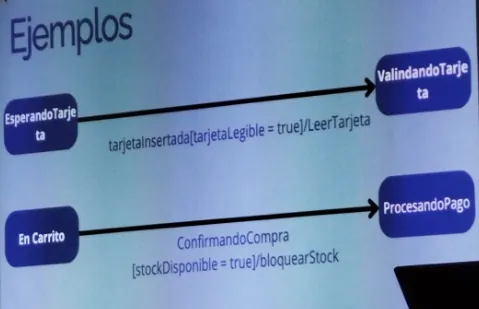 Ejemplos
EsperandoTarje
ta
tarjetaInsertada[tarjetaLegible = true]/LeerTarjeta
ValindandoTarje
ta
En Carrito
ConfirmandoCompra
[stockDisponible = true]/bloquearStock
ProcesandoPago